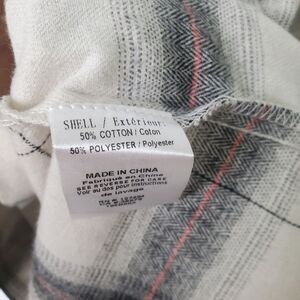 SHELL / Extérieur:
50% COTTON / Coton
50% POLYESTER / Polyester
MADE IN CHINA
Fabriqué en Chine
SEE REVERSE FOR CARE
Voir au dos pour instructions
de lavage